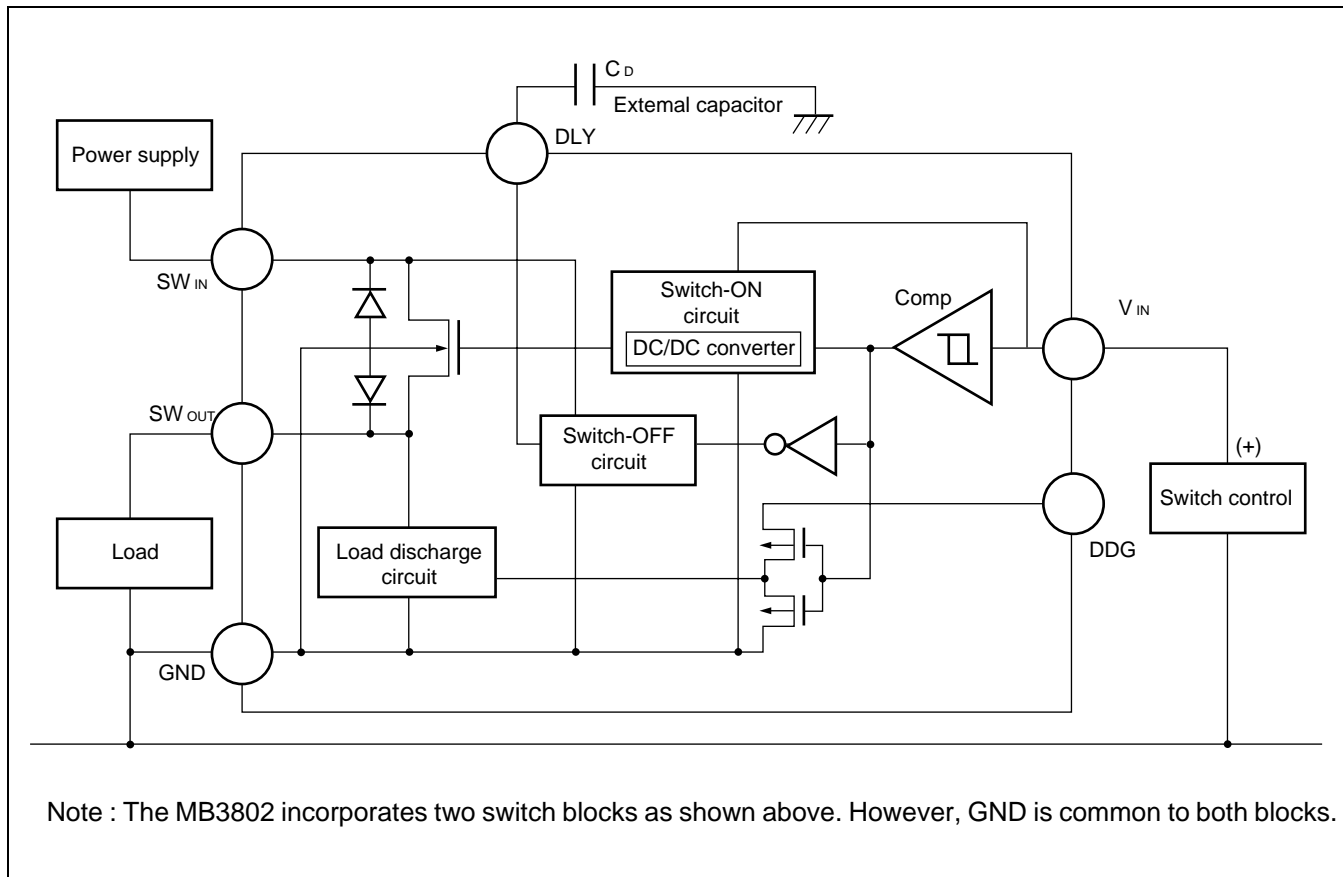 C D
Extemal capacitor
DLY
Power supply
SW IN
Switch-ON
circuit
DC/DC converter
Comp
V IN
SW OUT
Switch-OFF
circuit
(+)
Switch control
Load
Load discharge
circuit
DDG
GND
Note : The MB3802 incorporates two switch blocks as shown above. However, GND is common to both blocks.